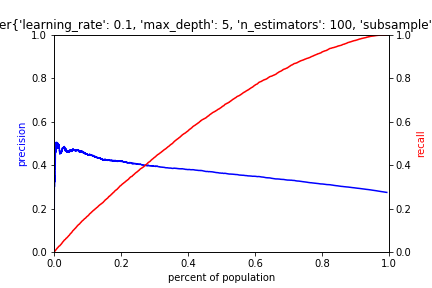 er{'learning_rate': 0.1, 'max_depth': 5, 'n_estimators': 100, 'subsample'
1.0
0.8
0.6
0.4
0.2
0.0
precision
0.0 0.2 0.4 0.6 0.8 1.0
percent of population
1.0
0.8
0.6
0.4
0.2
0.0
recall